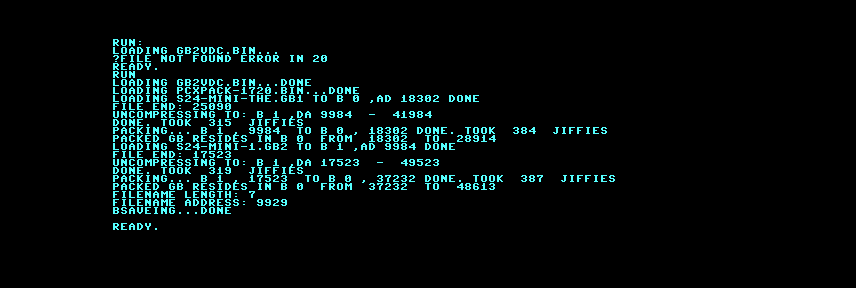 RUN:
LOADING GB2VDC.BIN...
?FILE NOT FOUND ERROR IN 20
READY.
RUN
LOADING GB2VDC.BIN...DONE
LOADING PCXPACK-1720.BIN...DONE
LOADING S24-MINI-THE.GB1 TO B 0 ,AD 18302 DONE
FILE END: 25090
UNCOMPRESSING TO: B 1 ,DA 9984  -  41984
DONE. TOOK  315  JIFFIES
PACKING... B 1 , 9984  TO B 0 , 18302 DONE. TOOK  384  JIFFIES
PACKED GB RESIDES IN B 0  FROM  18302  TO  28914
LOADING S24-MINI-1.GB2 TO B 1 ,AD 9984 DONE
FILE END: 17523
UNCOMPRESSING TO: B 1 ,DA 17523  -  49523
DONE. TOOK  319  JIFFIES
PACKING... B 1 , 17523  TO B 0 , 37232 DONE. TOOK  387  JIFFIES
PACKED GB RESIDES IN B 0  FROM  37232  TO  48613
FILENAME LENGTH: 7
FILENAME ADDRESS: 9929
BSAVEING...DONE
READY.